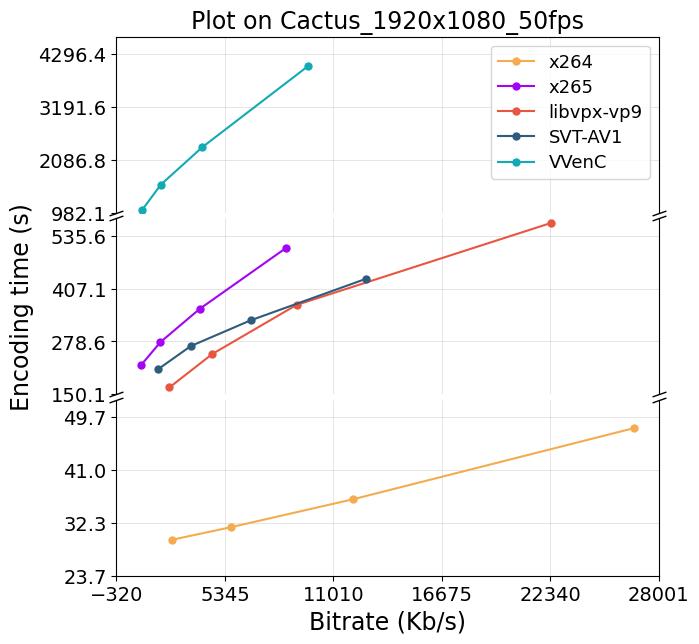 Plot on Cactus_1920x1080_50fps
x264
x265
libvpx-vp9
SVT-AV1
VVenC
4296.4
3191.6
2086.8
982.1
535.6
407.1
278.6
150.1
49.7
41.0
32.3
23.7
Encoding time (s)
−320
5345
11010
16675
22340
28001
Bitrate (Kb/s)